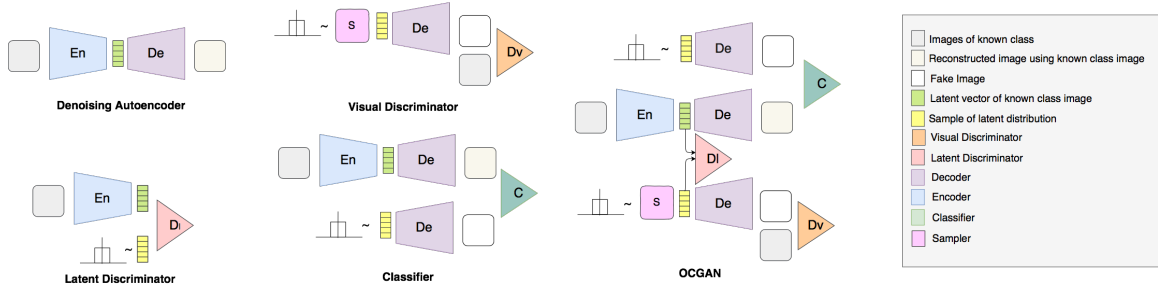 En
De
Denoising Autoencoder
~
S
De
Dv
Visual Discriminator
En
Dl
~
Latent Discriminator
En
De
C
~
De
Classifier
~
De
C
En
De
Dl
~
S
De
Dv
OCGAN
Images of known class
Reconstructed image using known class image
Fake Image
Latent vector of known class image
Sample of latent distribution
Visual Discriminator
Latent Discriminator
Decoder
Encoder
Classifier
Sampler